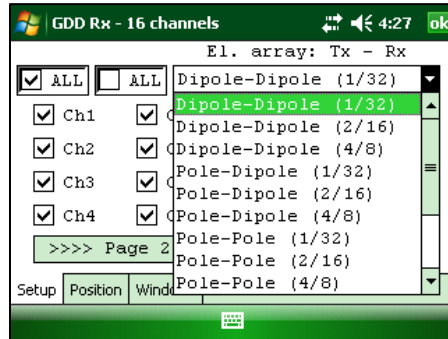 GDD Rx - 16 channels 4:27 ok
El. array: Tx - Rx
ALL ALL Dipole-Dipole (1/32)
Dipole-Dipole (1/32)
Ch1
Dipole-Dipole (2/16)
Ch2
Dipole-Dipole (4/8)
Pole-Dipole (1/32)
Ch3
Pole-Dipole (2/16)
Ch4
Pole-Dipole (4/8)
Pole-Pole (1/32)
>>>> Page 2
Pole-Pole (2/16)
Pole-Pole (4/8)
Setup Position Wind